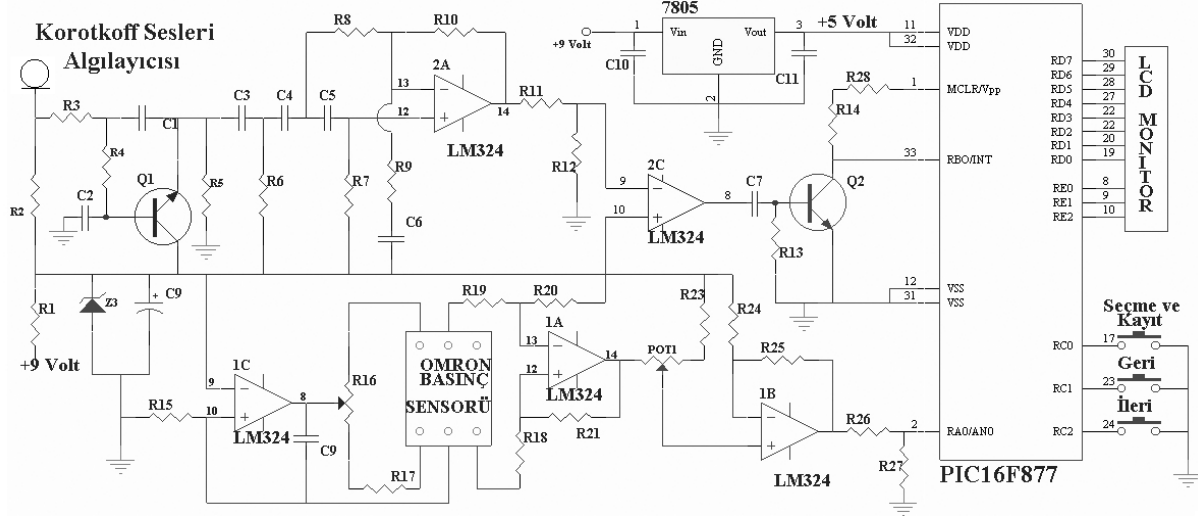 Korotkoff Sesleri
Algılayıcısı
R3
C1
R4
C2
Q1
R2
R5
C3
C4
C5
R6
R7
R8
R10
2A
13
12
14
LM324
R9
C6
R11
R12
9
10
2C
8
LM324
C7
R13
Q2
R14
R28
7805
1
3
Vin
Vout
GND
2
+9 Volt
C10
C11
+5 Volt
11
32
VDD
VDD
1
MCLR/Vpp
33
RBO/INT
12
31
VSS
VSS
2
RA0/AN0
PIC16F877
RD7
RD6
RD5
RD4
RD3
RD2
RD1
RD0
RE0
RE1
RE2
30
29
28
27
22
22
20
19
8
9
10
LCD MONITOR
RC0
RC1
RC2
17
23
24
Seçme ve
Kayıt
Geri
İleri
R1
+9 Volt
Z3
C9
R15
1C
9
10
8
LM324
C9
R16
R17
OMRON
BASINÇ
SENSORÜ
R19
R20
1A
13
12
14
LM324
R18
R21
POT1
R23
R24
R25
1B
LM324
R26
R27